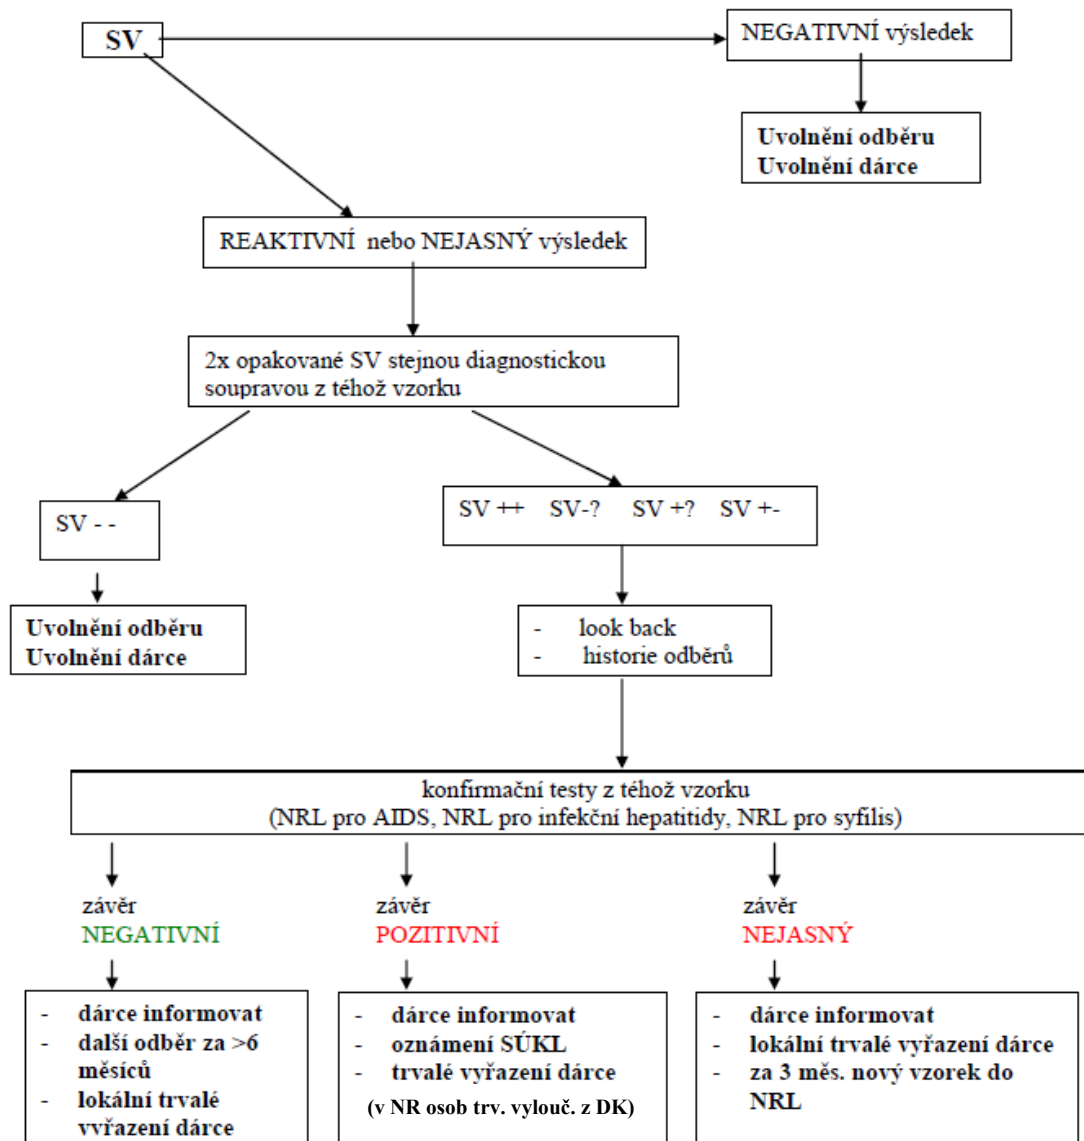 SV
NEGATIVNÍ výsledek
Uvolnění odběru
Uvolnění dárce
REAKTIVNÍ nebo NEJASNÝ výsledek
2x opakované SV stejnou diagnostickou
soupravou z téhož vzorku
SV - -
SV ++ SV-? SV +? SV +-
Uvolnění odběru
Uvolnění dárce
- look back
- historie odběrů
konfirmační testy z téhož vzorku
(NRL pro AIDS, NRL pro infekční hepatitidy, NRL pro syfilis)
závěr
NEGATIVNÍ
závěr
POZITIVNÍ
závěr
NEJASNÝ
- dárce informovat
- další odběr za >6
měsíců
- lokální trvalé
vyřazení dárce
- dárce informovat
- oznámení SÚKL
- trvalé vyřazení dárce
(v NR osob trv. vylouč. z DK)
- dárce informovat
- lokální trvalé vyřazení dárce
- za 3 měs. nový vzorek do
NRL